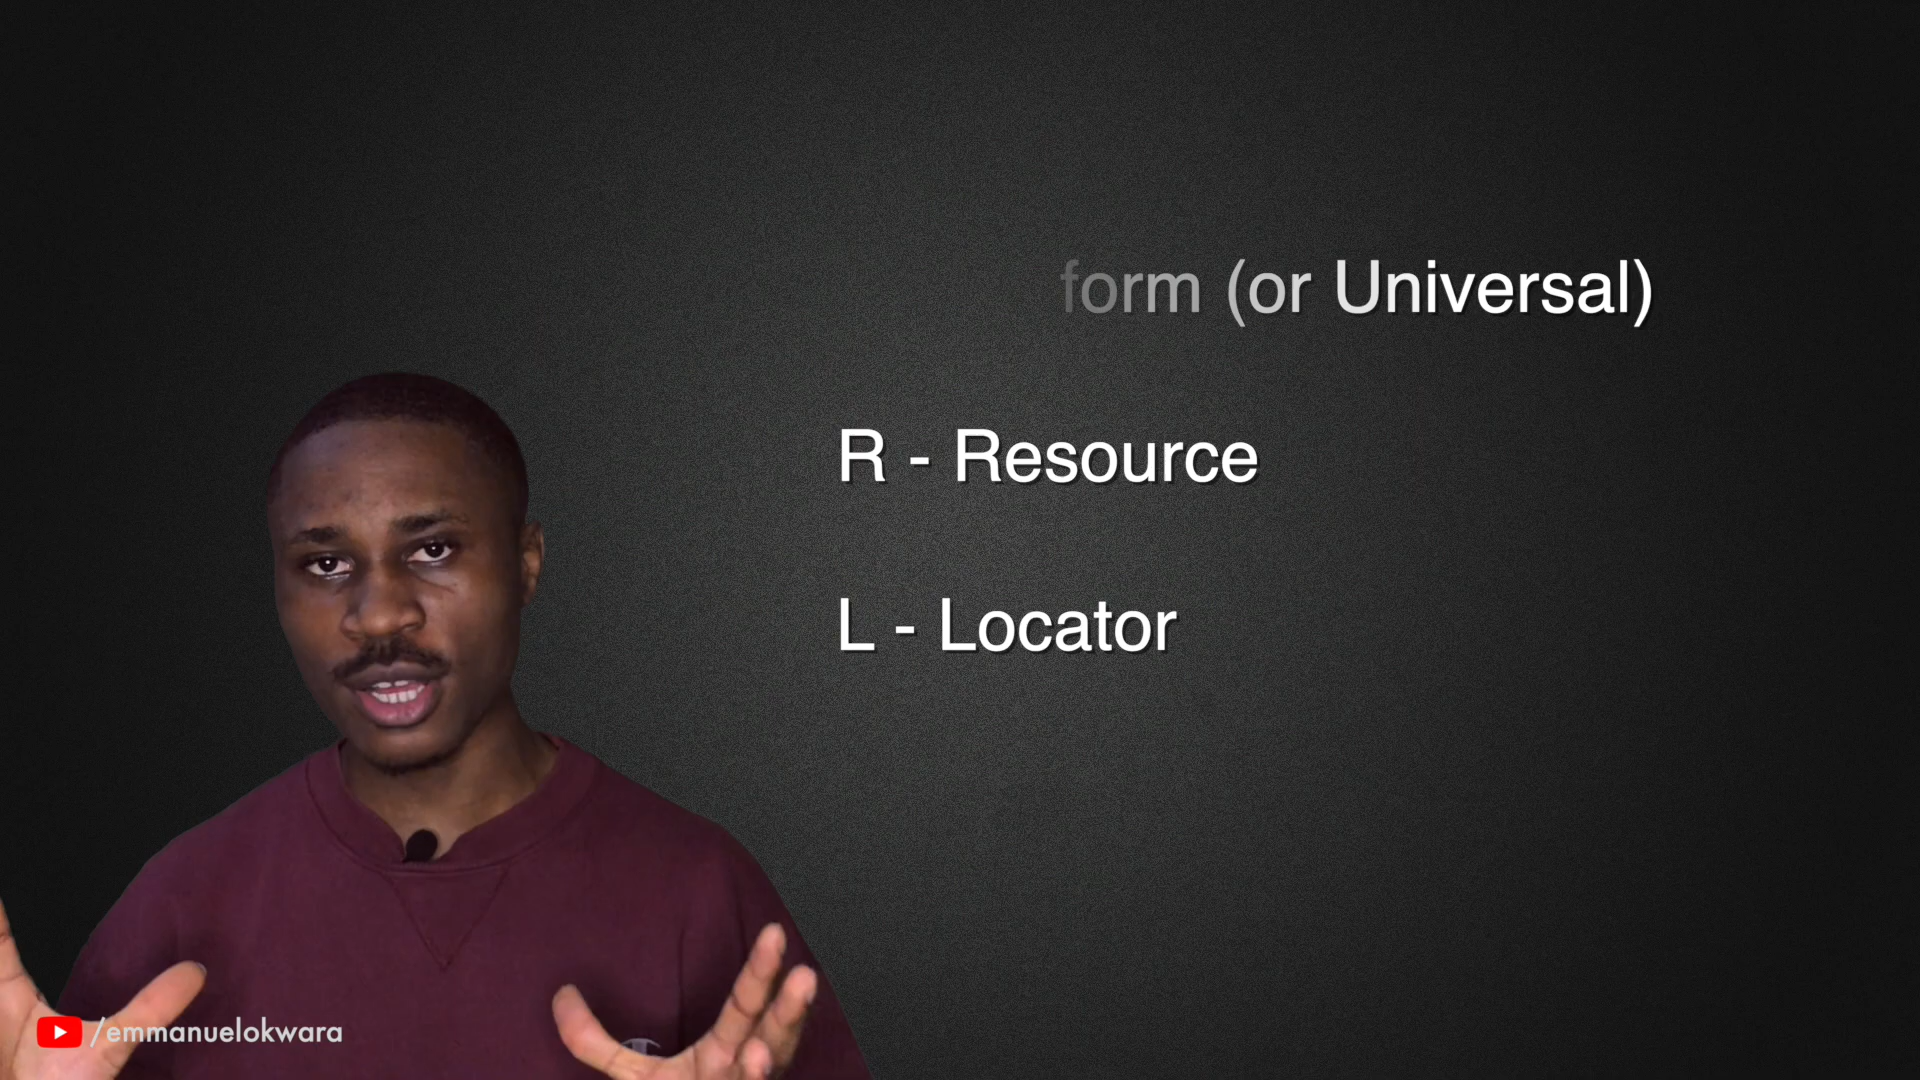 form (or Universal)
R - Resource
L - Locator
/emmanuelokwara